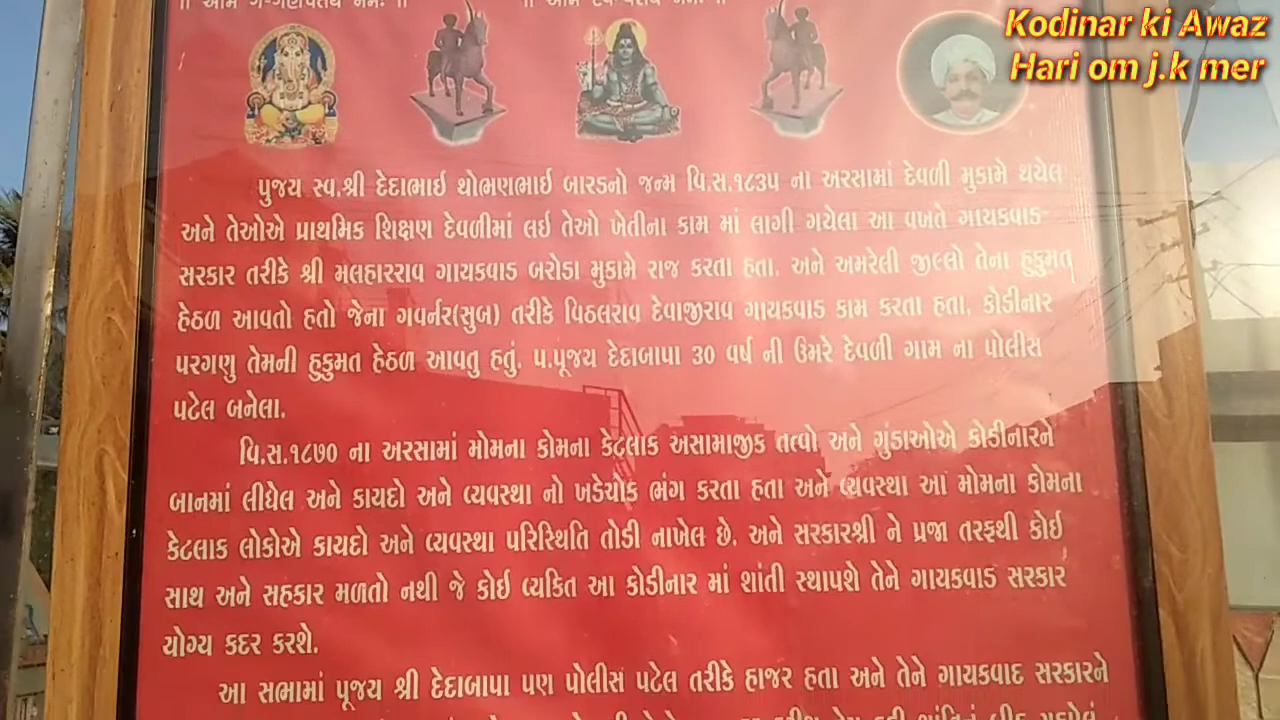 Kodinar ki Awaz
Hari om j.k mer
પુજય સ્વ.શ્રી દેદાભાઇ થોભણભાઇ બારડનો જન્મ વિ.સ.૧૮૩૫ ના અરસામાં દેવળી મુકામે થયેલ
અને તેઓએ પ્રાથમિક શિક્ષણ દેવળીમાં લઇ તેઓ ખેતીના કામ માં લાગી ગયેલા આ વખતે ગાયકવાડ
સરકાર તરીકે શ્રી મલહારરાવ ગાયકવાડ બરોડા મુકામે રાજ કરતા હતા. અને અમરેલી જીલ્લો તેના હુકુમત
હેઠળ આવતો હતો જેના ગવર્નર(સુબ) તરીકે વિઠલરાવ દેવાજીરાવ ગાયકવાડ કામ કરતા હતા, કોડીનાર
પરગણુ તેમની હુકુમત હેઠળ આવતુ હતું. પ.પૂજય દેદાબાપા ૩૦ વર્ષ ની ઉમરે દેવળી ગામ ના પોલીસ
પટેલ બનેલા.
વિ.સ.૧૮૭૦ ના અરસામાં મોમના કોમના કેટલાક અસામાજીક તત્વો અને ગુંડાઓએ કોડીનારને
બાનમાં લીધેલ અને કાયદો અને વ્યવસ્થા નો ખડેચોક ભંગ કરતા હતા અને વ્યવસ્થા આ મોમના કોમના
કેટલાક લોકોએ કાયદો અને વ્યવસ્થા પરિસ્થિતિ તોડી નાખેલ છે. અને સરકારશ્રી ને પ્રજા તરફથી કોઈ
સાથ અને સહકાર મળતો નથી જે કોઇ વ્યકિત આ કોડીનાર માં શાંતી સ્થાપશે તેને ગાયકવાડ સરકાર
યોગ્ય કદર કરશે.
આ સભામાં પૂજય શ્રી દેદાબાપા પણ પોલીસ પટેલ તરીકે હાજર હતા અને તેને ગાયકવાદ સરકારને